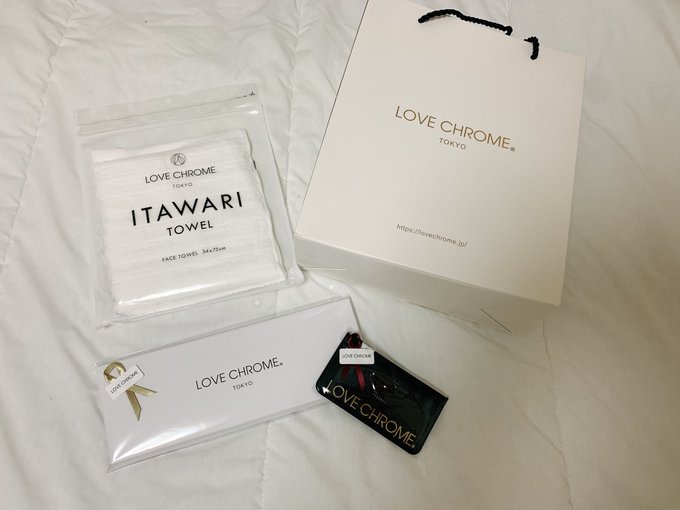 LOVE CHROME®
TOKYO
https://lovechrome.jp/
LOVE CHROME
TOKYO
ITAWARI
TOWEL
FACE TOWEL 34×75cm
LOVE CHROME®
TOKYO
LOVE CHROME
LOVE CHROME
LOVE CHROME®